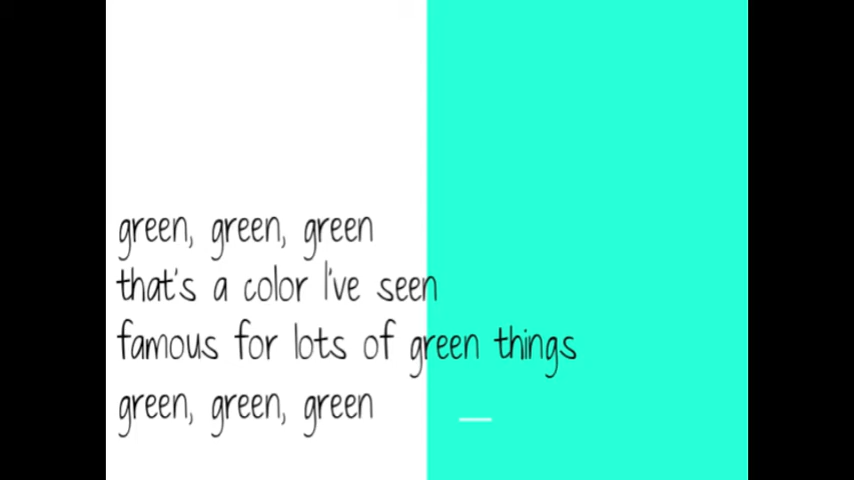 green, green, green
that's a color I've seen
famous for lots of green things
green, green, green